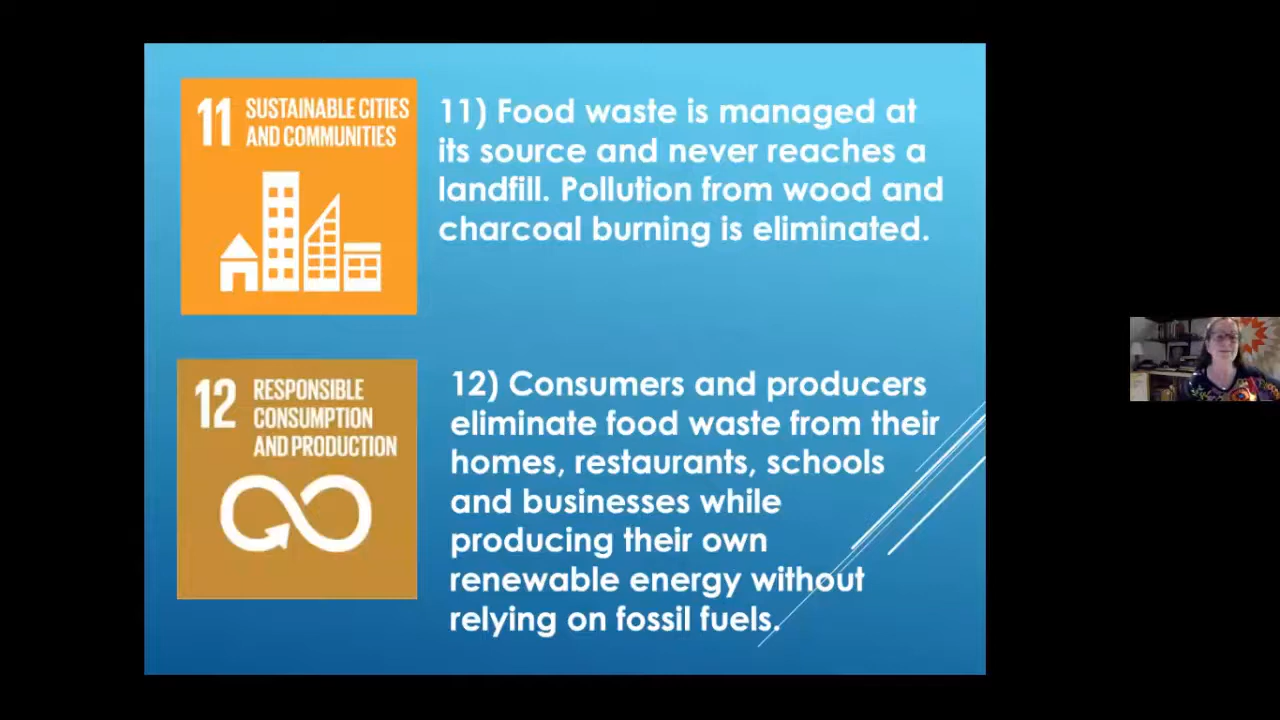 11 SUSTAINABLE CITIES
AND COMMUNITIES
11) Food waste is managed at
its source and never reaches a
landfill. Pollution from wood and
charcoal burning is eliminated.
12 RESPONSIBLE
CONSUMPTION
AND PRODUCTION
12) Consumers and producers
eliminate food waste from their
homes, restaurants, schools
and businesses while
producing their own
renewable energy without
relying on fossil fuels.